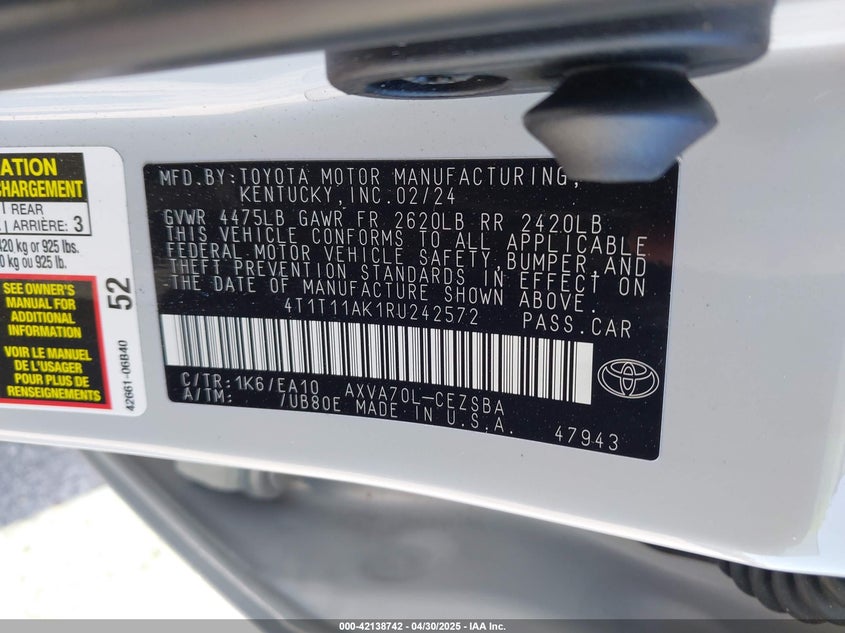 ATION
CHARGEMENT
REAR
ARRIÈRE: 3
420 kg or 925 lbs.
0 kg ou 925 lb.
SEE OWNER'S
MANUAL FOR
ADDITIONAL
INFORMATION
VOIR LE MANUEL
DE L'USAGER
POUR PLUS DE
RENSEIGNEMENTS
52
42661-06B40
MFD.BY:TOYOTA MOTOR MANUFACTURING,
KENTUCKY,INC.02/24
GVWR 4475LB GAWR FR 2620LB RR 2420LB
THIS VEHICLE CONFORMS TO ALL APPLICABLE
FEDERAL MOTOR VEHICLE SAFETY,BUMPER,AND
THEFT PREVENTION STANDARDS IN EFFECT ON
THE DATE OF MANUFACTURE SHOWN ABOVE.
4T1T11AK1RU242572 PASS.CAR
C/TR:1K6/EA10 AXVA70L-CEZSBA
A/TM: 7UB80E MADE IN U.S.A.
47943
000-42138742 / 04/30/2025 - IAA Inc.